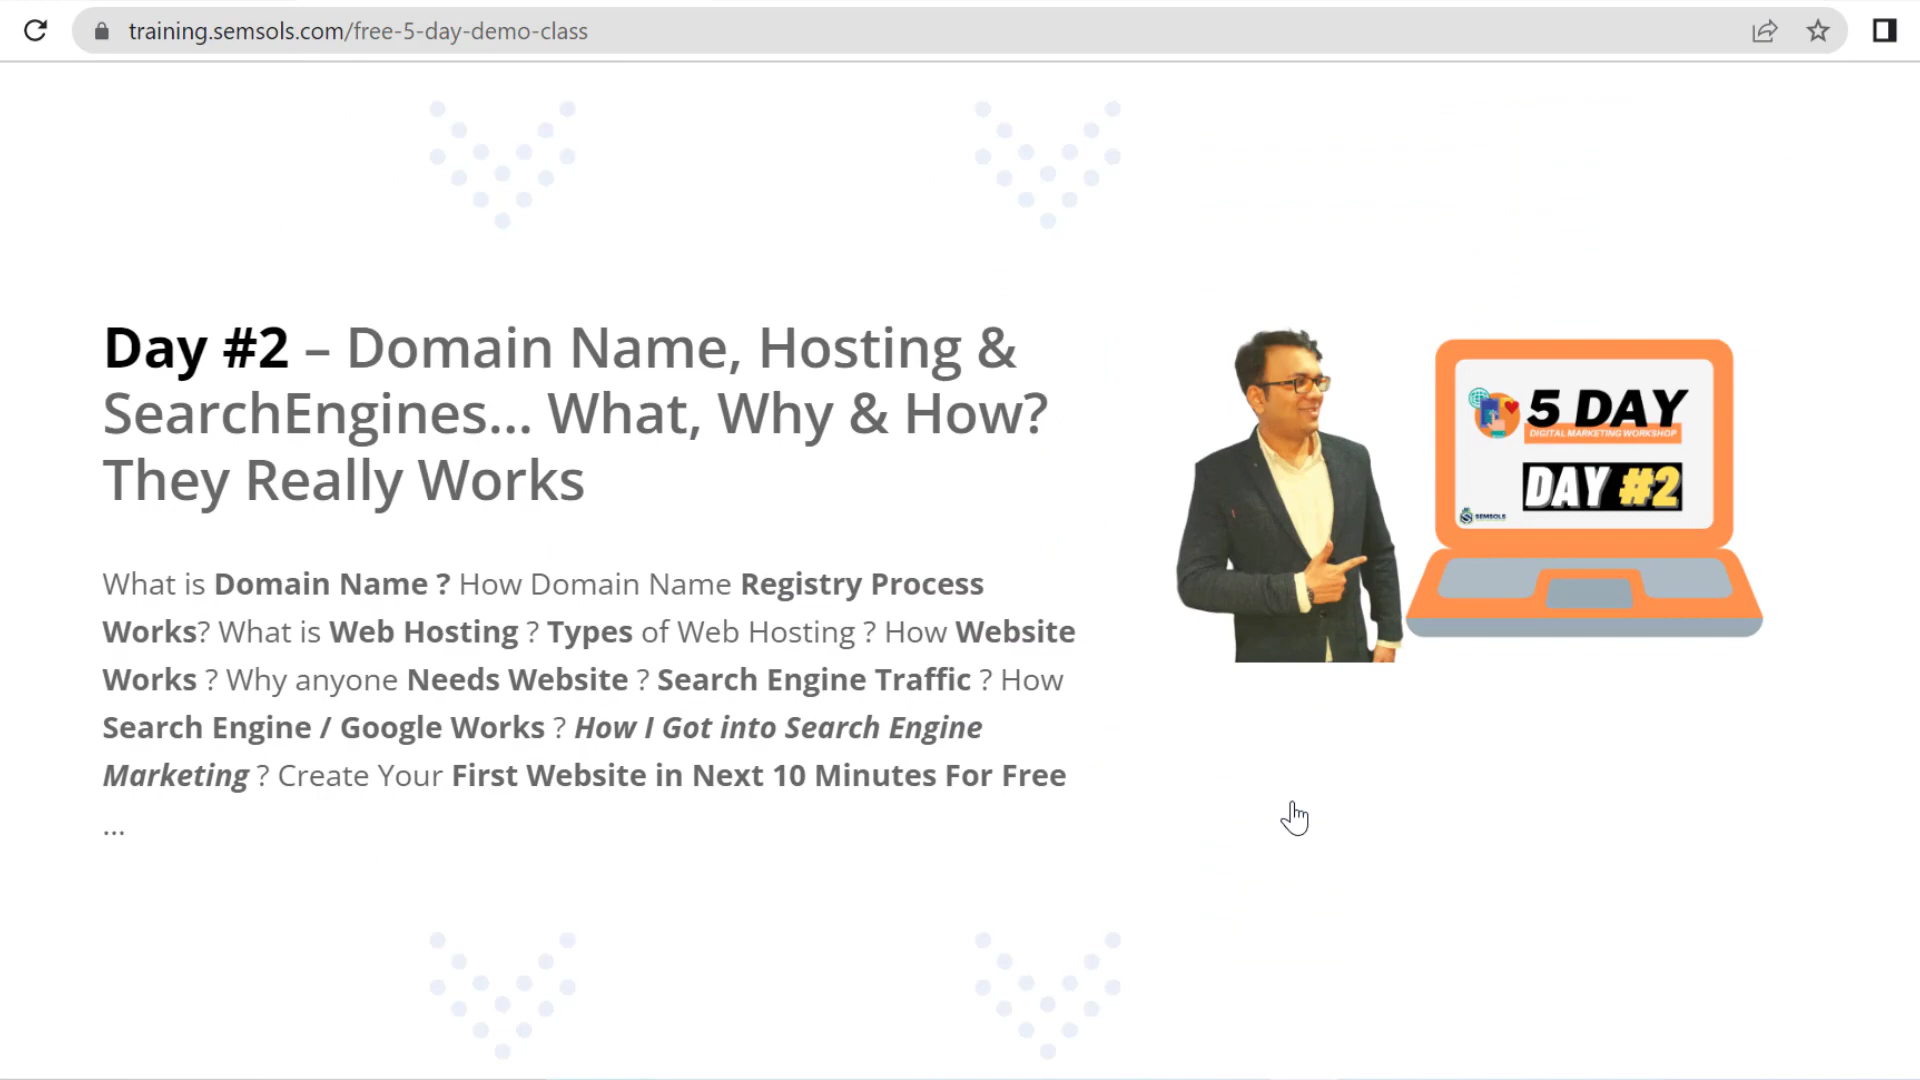 training.semsols.com/free-5-day-demo-class
Day #2 – Domain Name, Hosting &
SearchEngines... What, Why & How?
They Really Works
What is Domain Name ? How Domain Name Registry Process
Works? What is Web Hosting ? Types of Web Hosting ? How Website
Works ? Why anyone Needs Website ? Search Engine Traffic ? How
Search Engine / Google Works ? How I Got into Search Engine
Marketing ? Create Your First Website in Next 10 Minutes For Free
...
5 DAY
DIGITAL MARKETING WORKSHOP
DAY #2
SEMSOLS